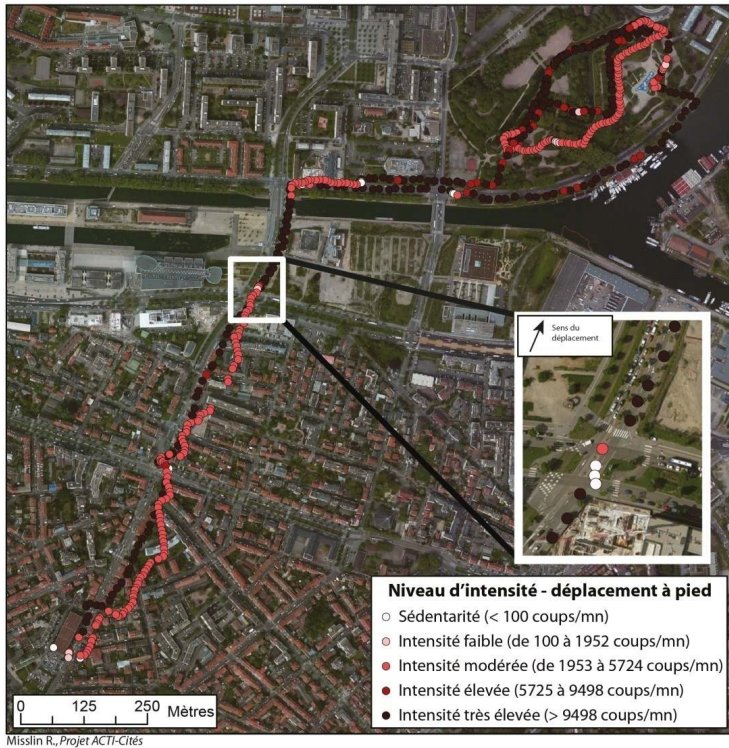 Sens du
déplacement
Niveau d'intensité - déplacement à pied
Sédentarité (< 100 coups/mn)
Intensité faible (de 100 à 1952 coups/mn)
Intensité modérée (de 1953 à 5724 coups/mn)
Intensité élevée (5725 à 9498 coups/mn)
Intensité très élevée (> 9498 coups/mn)
0 125 250 Mètres
Misslin R., Projet ACTI-Cités